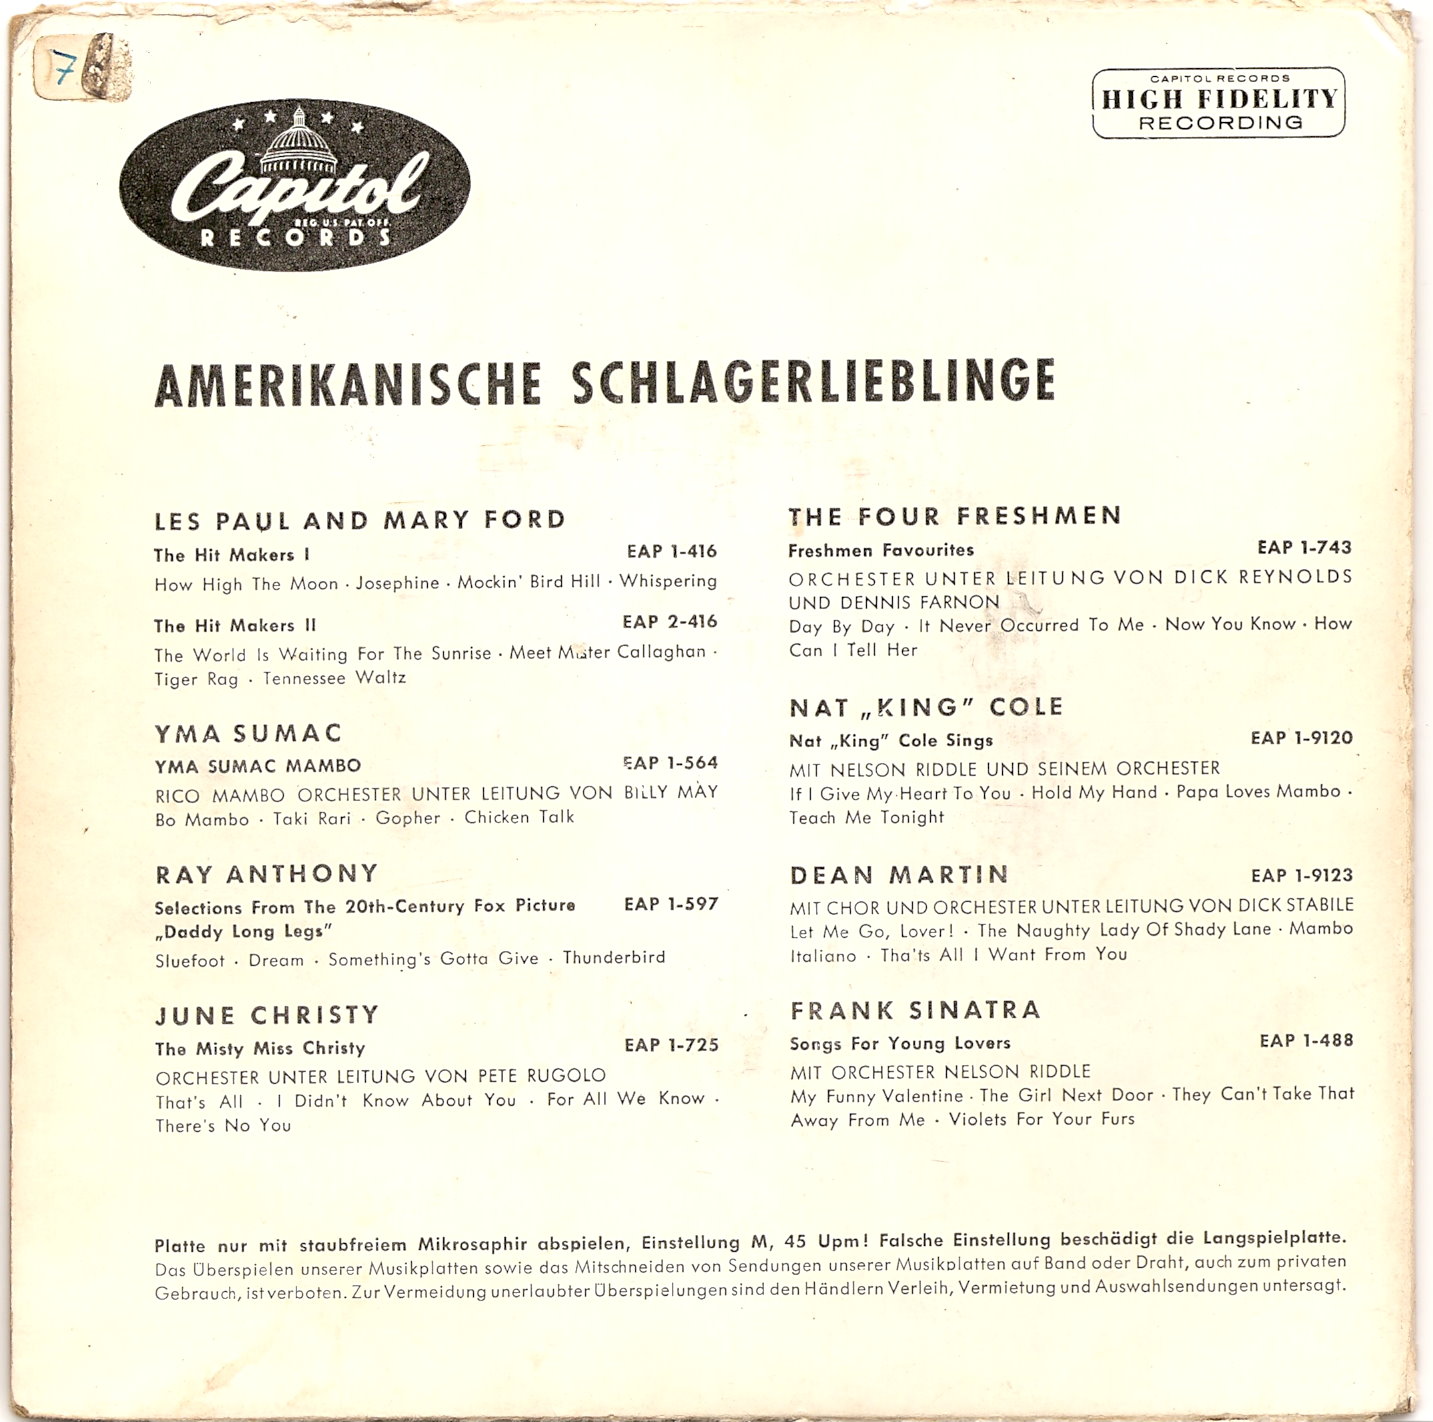 7
Capitol
REG. U.S. PAT. OFF.
RECORDS
CAPITOL RECORDS
HIGH FIDELITY
RECORDING
AMERIKANISCHE SCHLAGERLIEBLINGE
LES PAUL AND MARY FORD
The Hit Makers I EAP 1-416
How High The Moon · Josephine · Mockin' Bird Hill · Whispering
The Hit Makers II EAP 2-416
The World Is Waiting For The Sunrise · Meet Mister Callaghan ·
Tiger Rag · Tennessee Waltz
YMA SUMAC
YMA SUMAC MAMBO EAP 1-564
RICO MAMBO ORCHESTER UNTER LEITUNG VON BILLY MAY
Bo Mambo · Taki Rari · Gopher · Chicken Talk
RAY ANTHONY
Selections From The 20th-Century Fox Picture EAP 1-597
„Daddy Long Legs"
Sluefoot · Dream · Something's Gotta Give · Thunderbird
JUNE CHRISTY
The Misty Miss Christy EAP 1-725
ORCHESTER UNTER LEITUNG VON PETE RUGOLO
That's All · I Didn't Know About You · For All We Know ·
There's No You
THE FOUR FRESHMEN
Freshmen Favourites EAP 1-743
ORCHESTER UNTER LEITUNG VON DICK REYNOLDS
UND DENNIS FARNON
Day By Day · It Never Occurred To Me · Now You Know · How
Can I Tell Her
NAT „KING" COLE
Nat „King" Cole Sings EAP 1-9120
MIT NELSON RIDDLE UND SEINEM ORCHESTER
If I Give My Heart To You · Hold My Hand · Papa Loves Mambo ·
Teach Me Tonight
DEAN MARTIN EAP 1-9123
MIT CHOR UND ORCHESTER UNTER LEITUNG VON DICK STABILE
Let Me Go, Lover! · The Naughty Lady Of Shady Lane · Mambo
Italiano · Tha'ts All I Want From You
FRANK SINATRA
Songs For Young Lovers EAP 1-488
MIT ORCHESTER NELSON RIDDLE
My Funny Valentine · The Girl Next Door · They Can't Take That
Away From Me · Violets For Your Furs
Platte nur mit staubfreiem Mikrosaphir abspielen, Einstellung M, 45 Upm! Falsche Einstellung beschädigt die Langspielplatte.
Das Überspielen unserer Musikplatten sowie das Mitschneiden von Sendungen unserer Musikplatten auf Band oder Draht, auch zum privaten
Gebrauch, ist verboten. Zur Vermeidung unerlaubter Überspielungen sind den Händlern Verleih, Vermietung und Auswahlsendungen untersagt.